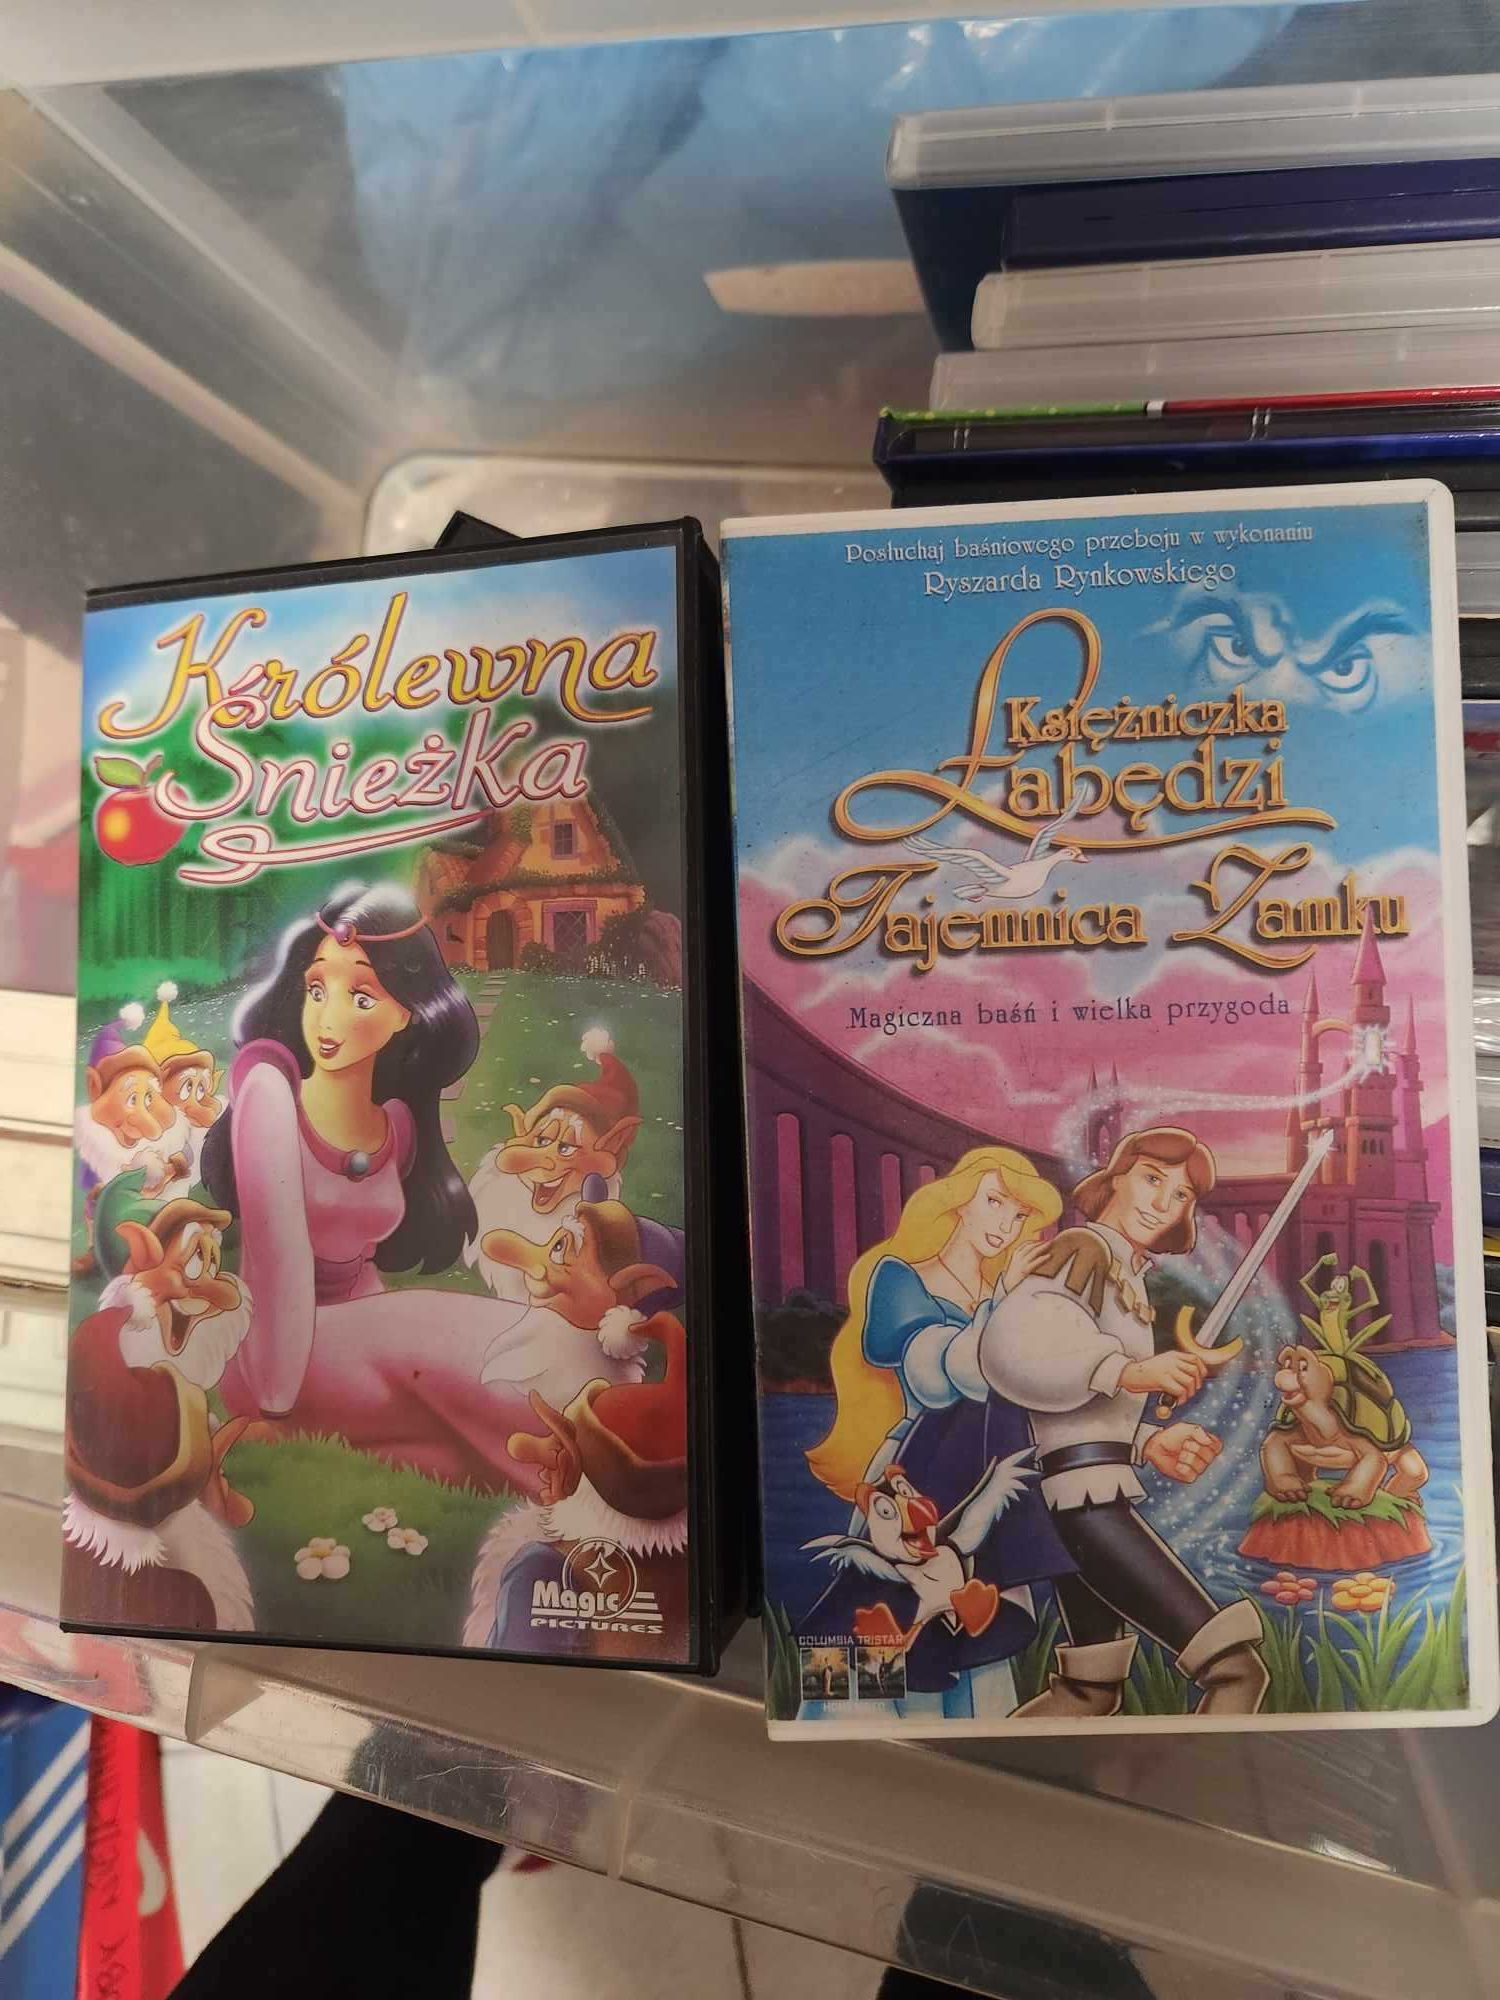 Królewna
Śnieżka
Magic
PICTURES
Posłuchaj baśniowego przeboju w wykonaniu
Ryszarda Rynkowskiego
Księżniczka
Łabędzi
Tajemnica Zamku
Magiczna baśń i wielka przygoda
COLUMBIA TRISTAR